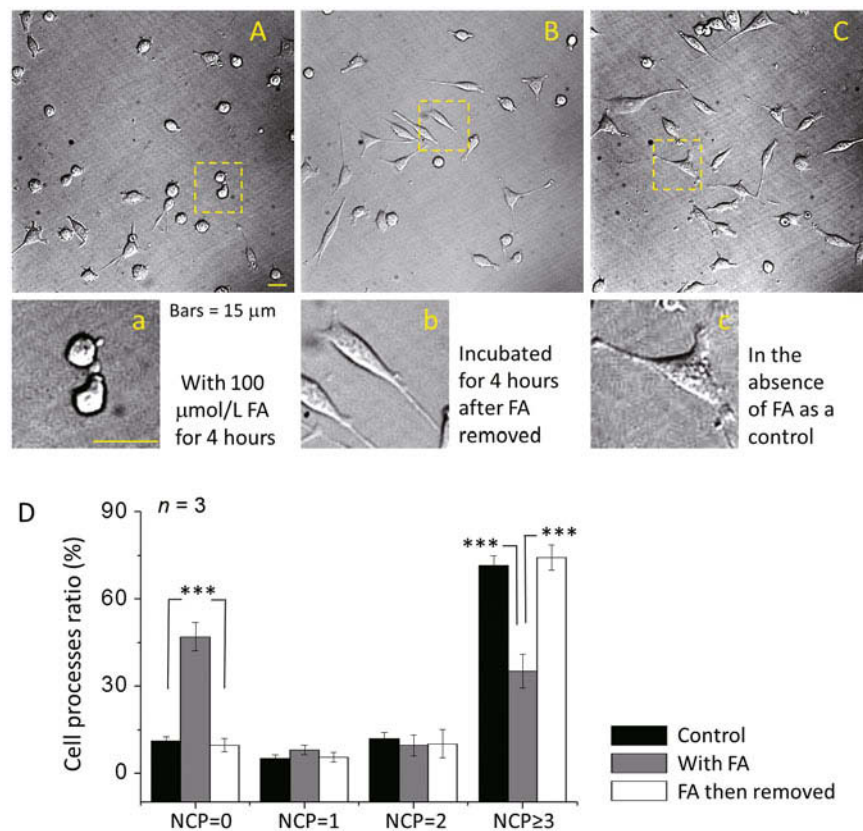 A
B
C
a
Bars = 15 μm
With 100
μmol/L FA
for 4 hours
b
Incubated
for 4 hours
after FA
removed
c
In the
absence
of FA as a
control
D
n = 3
Cell processes ratio (%)
90
60
30
0
***
***
***
NCP=0
NCP=1
NCP=2
NCP≥3
Control
With FA
FA then removed